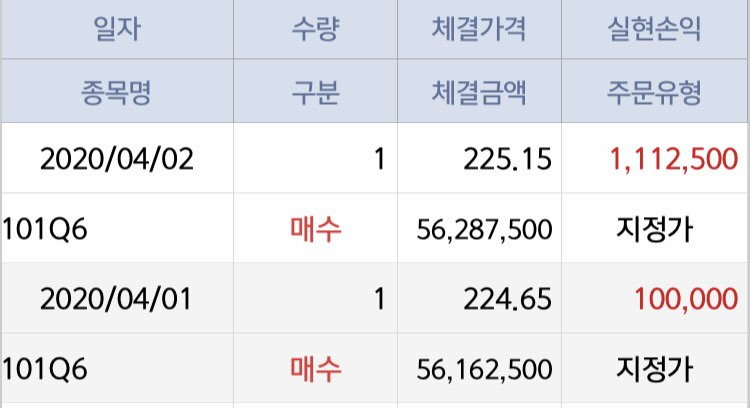 일자 수량 체결가격 실현손익
종목명 구분 체결금액 주문유형
2020/04/02 1 225.15 1,112,500
101Q6 매수 56,287,500 지정가
2020/04/01 1 224.65 100,000
101Q6 매수 56,162,500 지정가